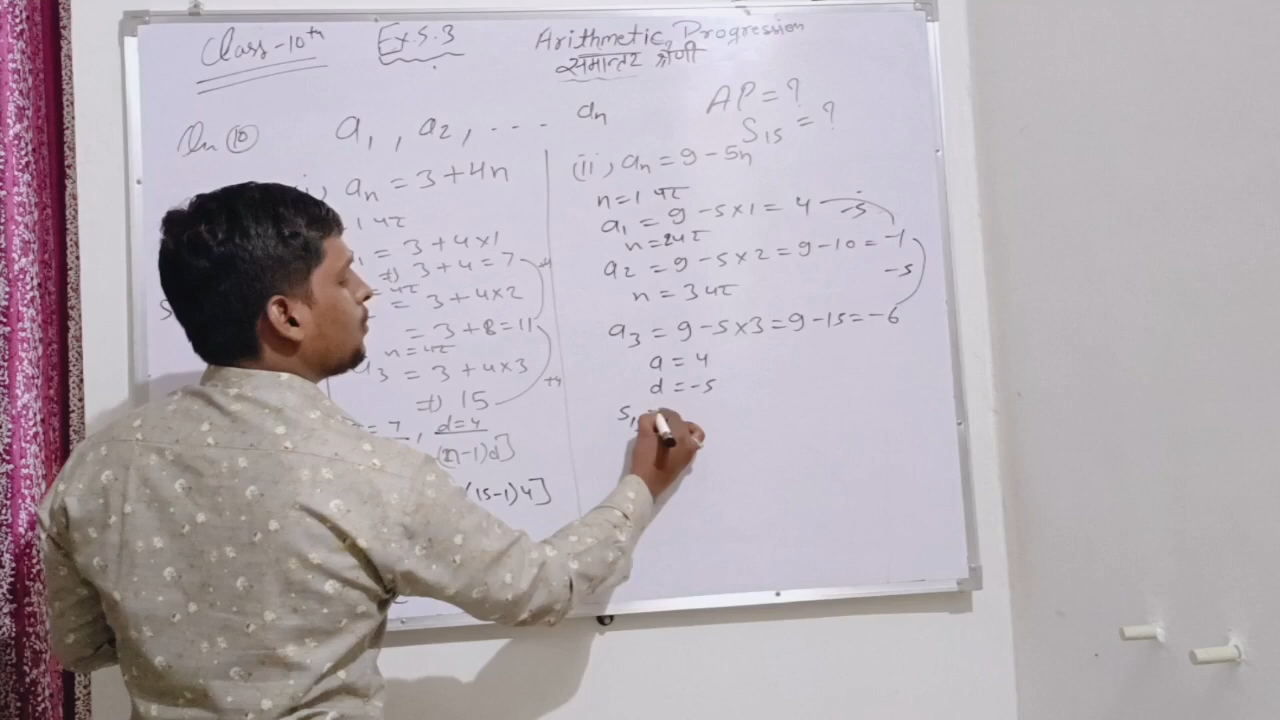 Class-10th Ex.5.3 Arithmetic Progression
समान्तर श्रेणी
Qn 10 a1, a2, ... an AP = ?
S15 = ?
an = 3 + 4n
1 पर
= 3 + 4×1
=) 3 + 4 = 7
+4
= 3 + 4×2
= 3 + 8 = 11
3 = 3 + 4×3
+4
=) 15
7, d = 4
n-1)d]
(15-1)4]
(ii), an = 9 - 5n
n = 1 पर
a1 = 9 - 5×1 = 4
-5
n = 2 पर
a2 = 9 - 5×2 = 9 - 10 = -1
-5
n = 3 पर
a3 = 9 - 5×3 = 9 - 15 = -6
a = 4
d = -5
S1